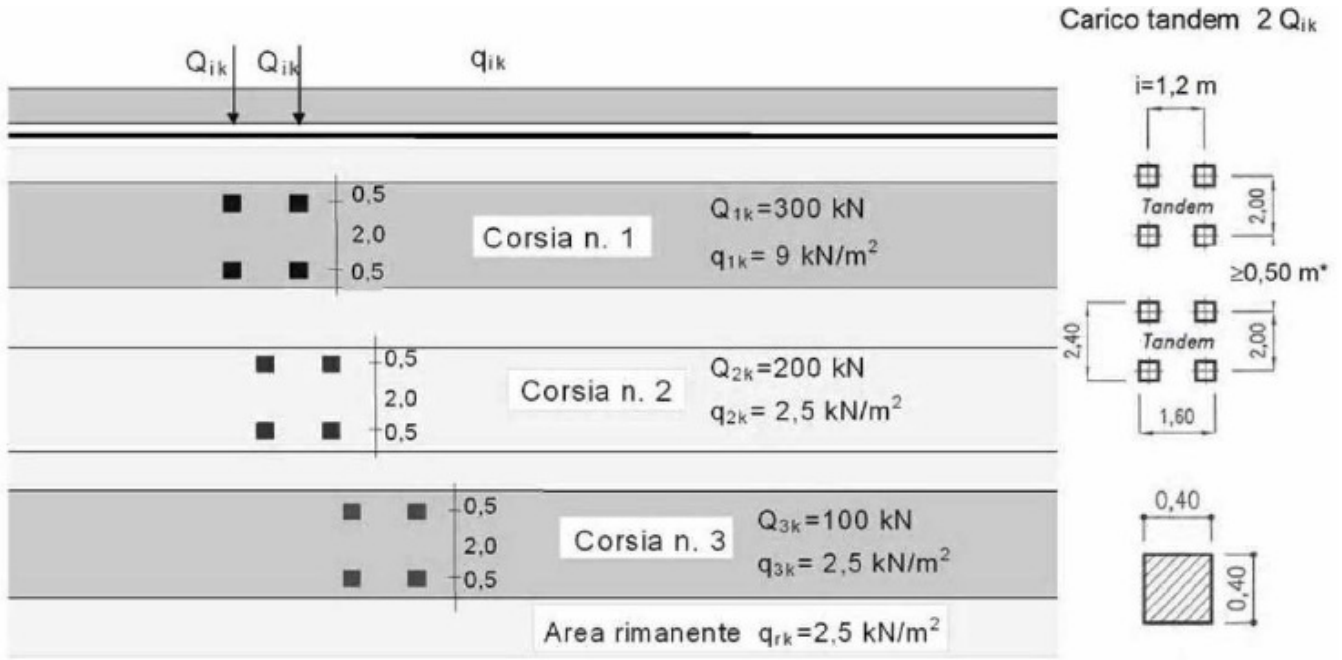 Carico tandem 2 Qik
Qik Qik qik
i=1,2 m
0,5
2,0
0,5
Corsia n. 1
Q1k=300 kN
q1k= 9 kN/m²
Tandem
2,00
≥0,50 m*
0,5
2,0
0,5
Corsia n. 2
Q2k=200 kN
q2k= 2,5 kN/m²
2,40
Tandem
2,00
1,60
0,5
2,0
0,5
Corsia n. 3
Q3k=100 kN
q3k= 2,5 kN/m²
0,40
0,40
Area rimanente qrk=2,5 kN/m²